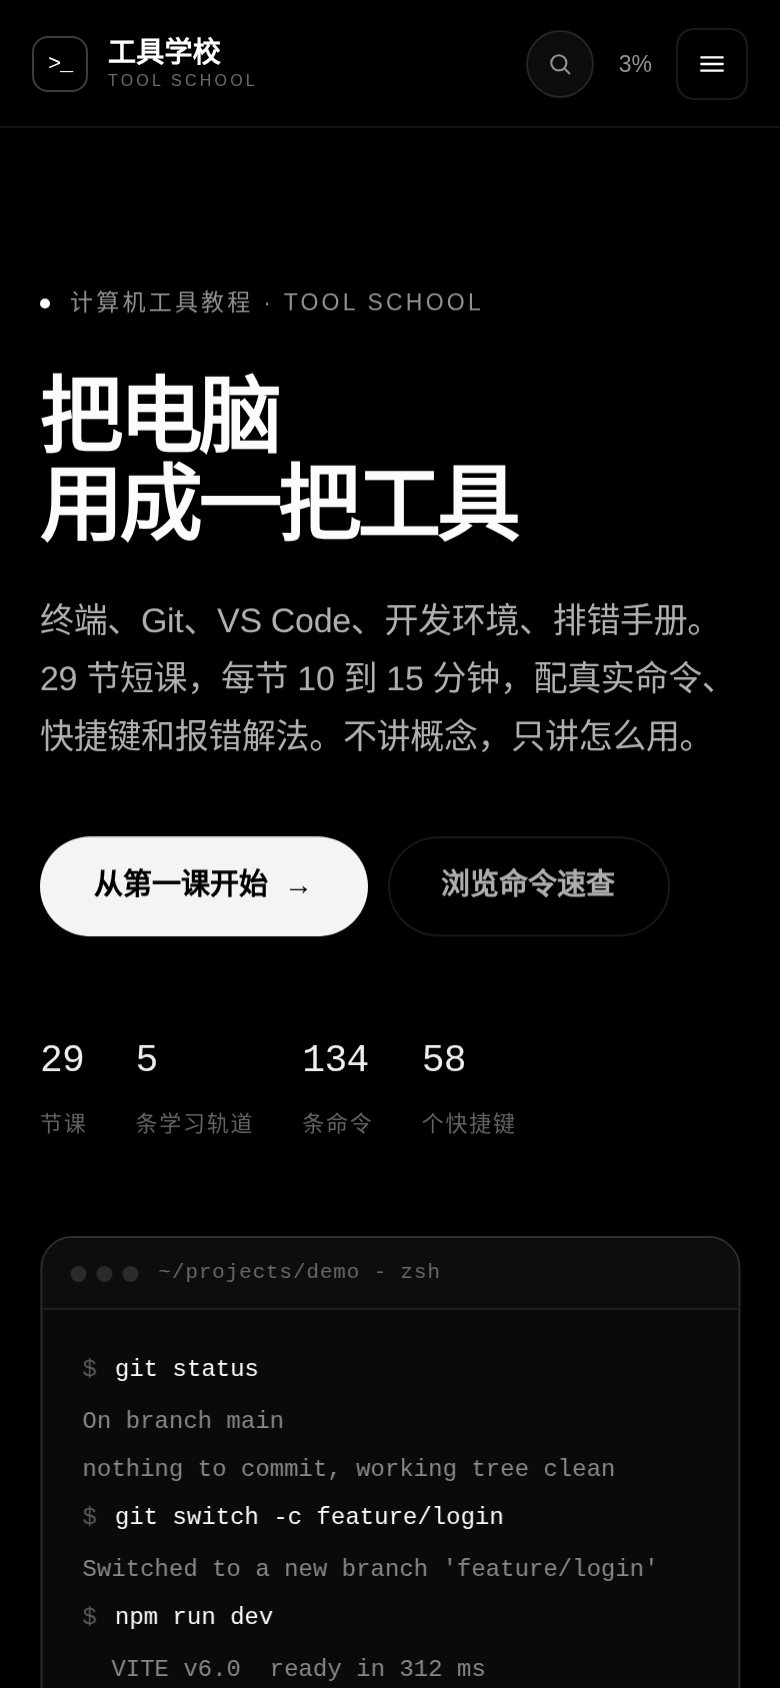 >_
工具学校
TOOL SCHOOL
3%
计算机工具教程 · TOOL SCHOOL
把电脑
用成一把工具
终端、Git、VS Code、开发环境、排错手册。
29 节短课，每节 10 到 15 分钟，配真实命令、
快捷键和报错解法。不讲概念，只讲怎么用。
从第一课开始 →
浏览命令速查
29 5 134 58
节课 条学习轨道 条命令 个快捷键
~/projects/demo - zsh
$ git status
On branch main
nothing to commit, working tree clean
$ git switch -c feature/login
Switched to a new branch 'feature/login'
$ npm run dev
VITE v6.0  ready in 312 ms